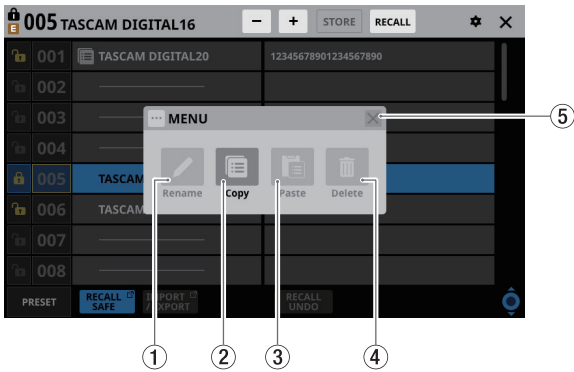 E 005 TASCAM DIGITAL16 − + STORE RECALL
001 TASCAM DIGITAL20 12345678901234567890
002
003
... MENU
004
005 TASCAM
Rename Copy Paste Delete
006 TASCAM
007
008
PRESET RECALL SAFE IMPORT / EXPORT RECALL UNDO
⑤
① ② ③ ④